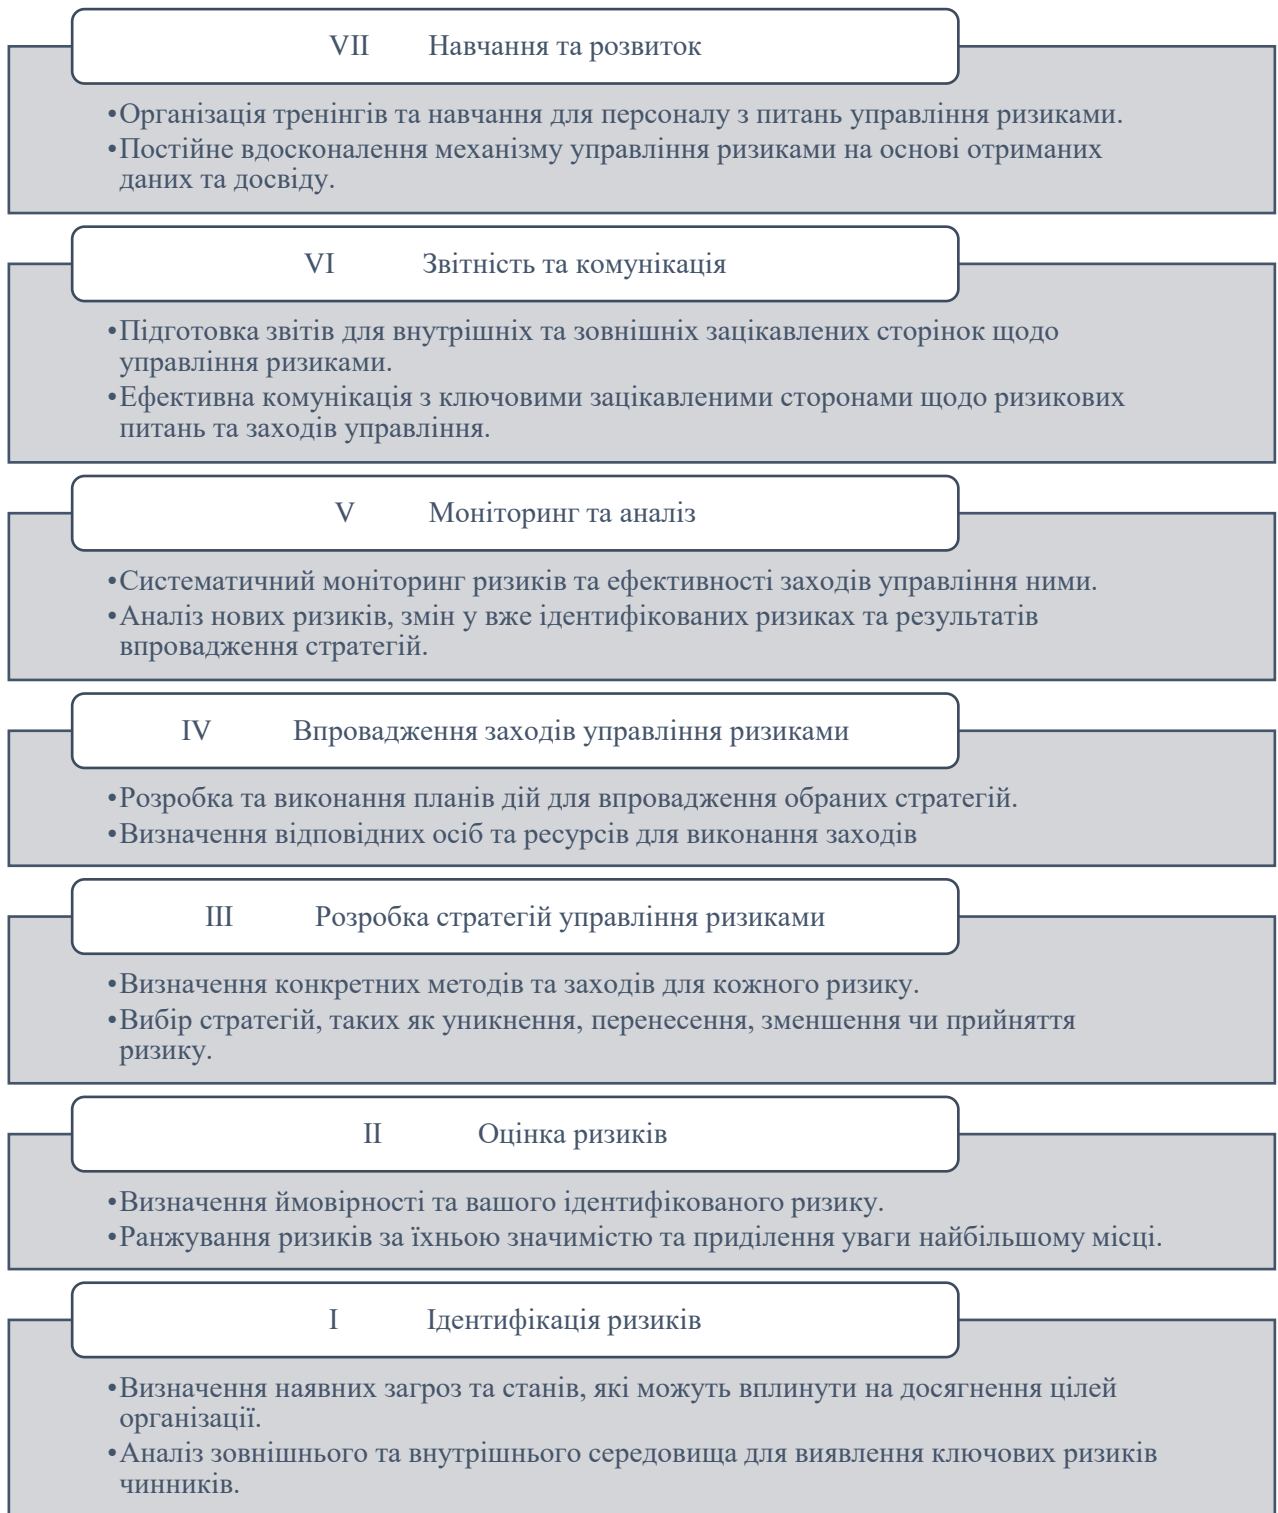 VII Навчання та розвиток
•Організація тренінгів та навчання для персоналу з питань управління ризиками.
•Постійне вдосконалення механізму управління ризиками на основі отриманих
даних та досвіду.
VI Звітність та комунікація
•Підготовка звітів для внутрішніх та зовнішніх зацікавлених сторінок щодо
управління ризиками.
•Ефективна комунікація з ключовими зацікавленими сторонами щодо ризикових
питань та заходів управління.
V Моніторинг та аналіз
•Систематичний моніторинг ризиків та ефективності заходів управління ними.
•Аналіз нових ризиків, змін у вже ідентифікованих ризиках та результатів
впровадження стратегій.
IV Впровадження заходів управління ризиками
•Розробка та виконання планів дій для впровадження обраних стратегій.
•Визначення відповідних осіб та ресурсів для виконання заходів
III Розробка стратегій управління ризиками
•Визначення конкретних методів та заходів для кожного ризику.
•Вибір стратегій, таких як уникнення, перенесення, зменшення чи прийняття
ризику.
II Оцінка ризиків
•Визначення ймовірності та вашого ідентифікованого ризику.
•Ранжування ризиків за їхньою значимістю та приділення уваги найбільшому місці.
I Ідентифікація ризиків
•Визначення наявних загроз та станів, які можуть вплинути на досягнення цілей
організації.
•Аналіз зовнішнього та внутрішнього середовища для виявлення ключових ризиків
чинників.